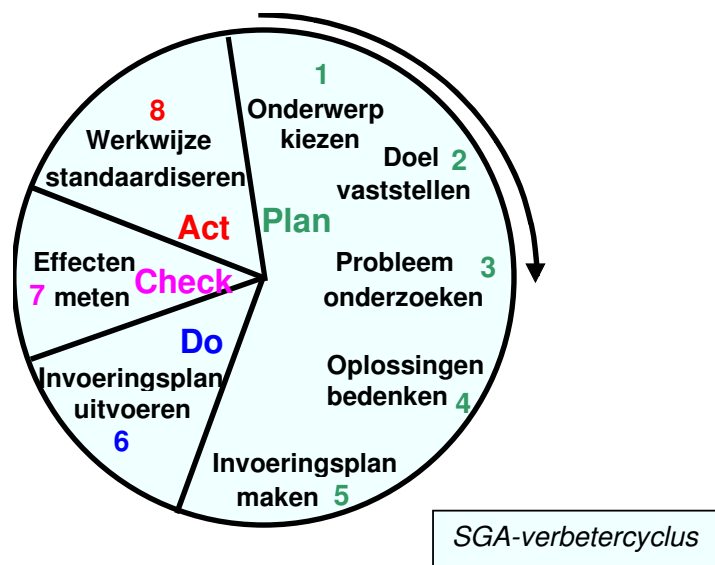 1
Onderwerp
kiezen
Doel 2
vaststellen
Plan
Probleem 3
onderzoeken
Oplossingen
bedenken 4
Invoeringsplan
maken 5
Do
Invoeringsplan
uitvoeren
6
Effecten
7 meten
Check
8
Werkwijze
standaardiseren
Act
SGA-verbetercyclus